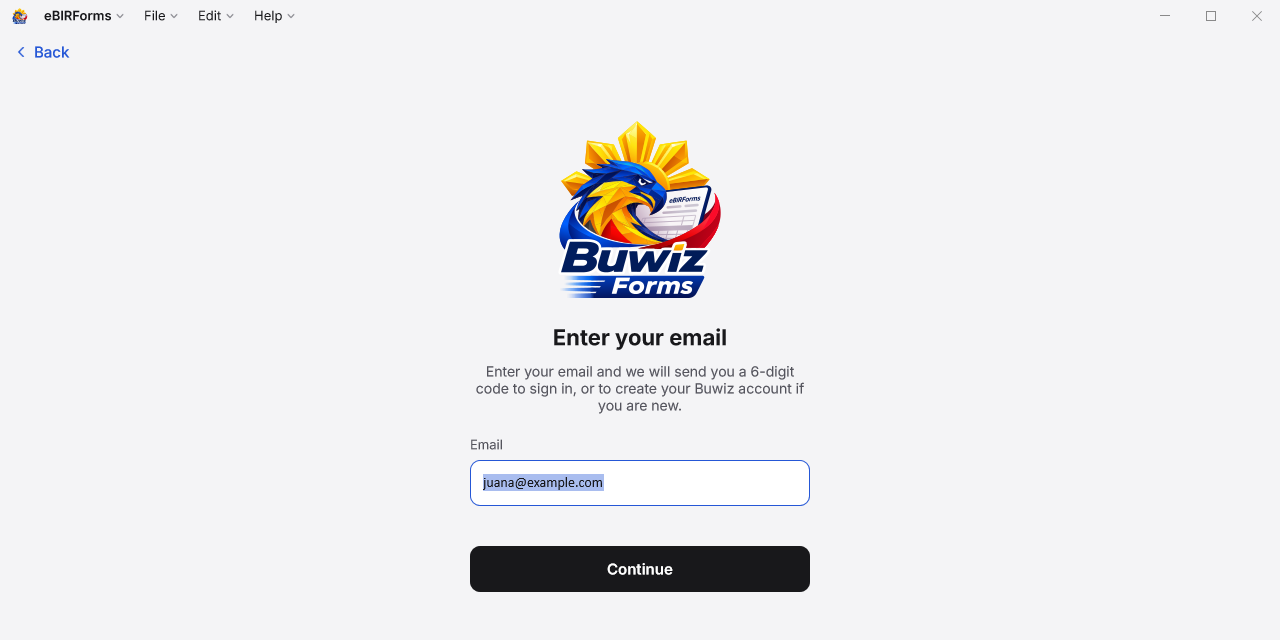 eBIRForms File Edit Help
Back
eBIRForms
Buwiz
Forms
Enter your email
Enter your email and we will send you a 6-digit
code to sign in, or to create your Buwiz account if
you are new.
Email
juana@example.com
Continue